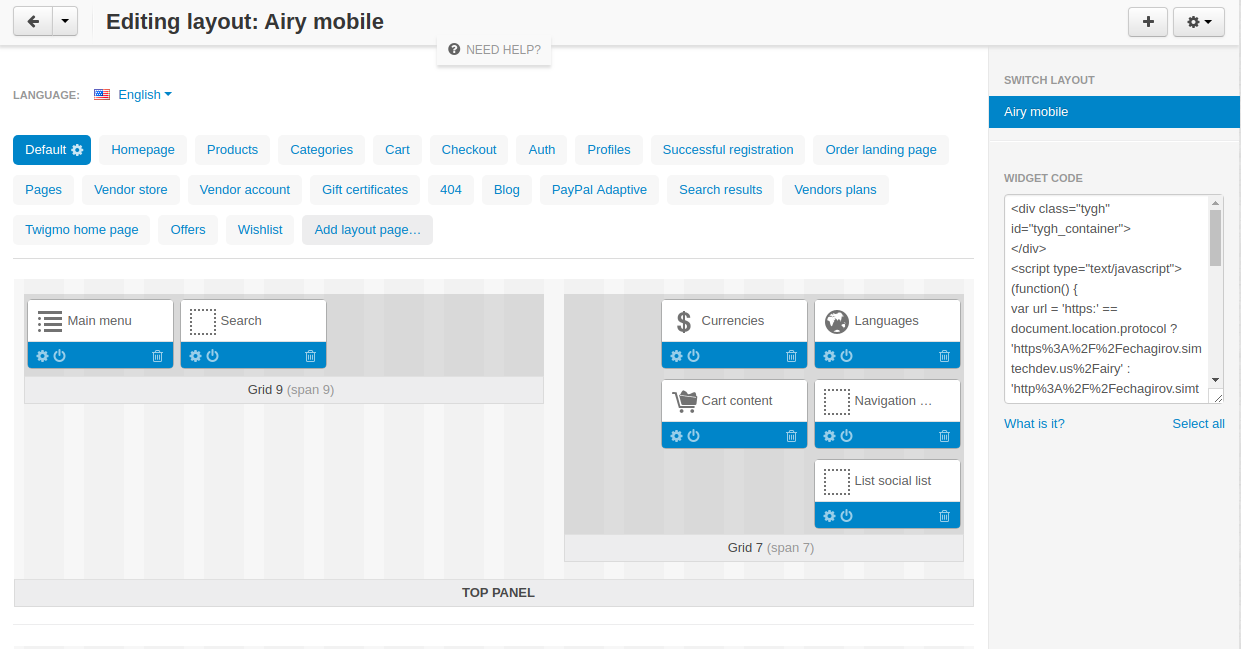 Editing layout: Airy mobile
NEED HELP?
LANGUAGE: English
Default Homepage Products Categories Cart Checkout Auth Profiles Successful registration Order landing page
Pages Vendor store Vendor account Gift certificates 404 Blog PayPal Adaptive Search results Vendors plans
Twigmo home page Offers Wishlist Add layout page…
Main menu Search
Grid 9 (span 9)
Currencies Languages
Cart content Navigation ...
List social list
Grid 7 (span 7)
TOP PANEL
SWITCH LAYOUT
Airy mobile
WIDGET CODE
<div class="tygh"
id="tygh_container">
</div>
<script type="text/javascript">
(function() {
var url = 'https:' ==
document.location.protocol ?
'https%3A%2F%2Fechagirov.sim
techdev.us%2Fairy' :
'http%3A%2F%2Fechagirov.simt
What is it? Select all